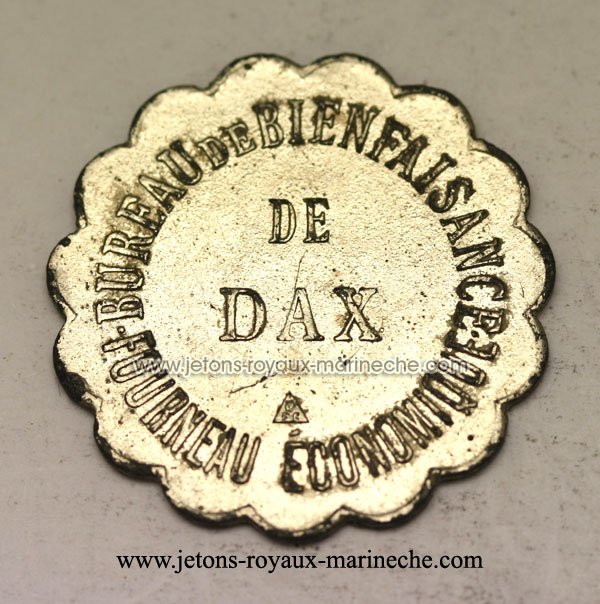 BUREAU DE BIENFAISANCE
DE
DAX
FOURNEAU ÉCONOMIQUE
www.jetons-royaux-marineche.com
www.jetons-royaux-marineche.com